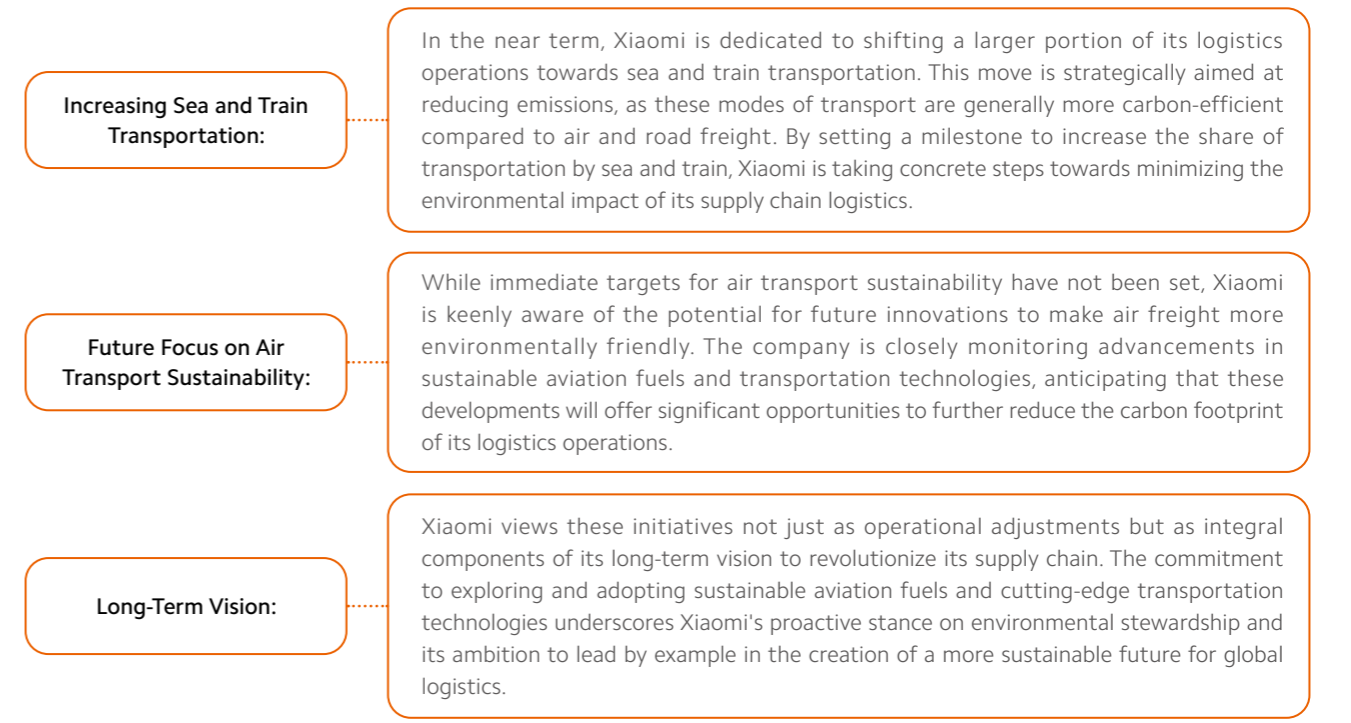 Increasing Sea and Train
Transportation:
In the near term, Xiaomi is dedicated to shifting a larger portion of its logistics
operations towards sea and train transportation. This move is strategically aimed at
reducing emissions, as these modes of transport are generally more carbon-efficient
compared to air and road freight. By setting a milestone to increase the share of
transportation by sea and train, Xiaomi is taking concrete steps towards minimizing the
environmental impact of its supply chain logistics.
Future Focus on Air
Transport Sustainability:
While immediate targets for air transport sustainability have not been set, Xiaomi
is keenly aware of the potential for future innovations to make air freight more
environmentally friendly. The company is closely monitoring advancements in
sustainable aviation fuels and transportation technologies, anticipating that these
developments will offer significant opportunities to further reduce the carbon footprint
of its logistics operations.
Long-Term Vision:
Xiaomi views these initiatives not just as operational adjustments but as integral
components of its long-term vision to revolutionize its supply chain. The commitment
to exploring and adopting sustainable aviation fuels and cutting-edge transportation
technologies underscores Xiaomi's proactive stance on environmental stewardship and
its ambition to lead by example in the creation of a more sustainable future for global
logistics.